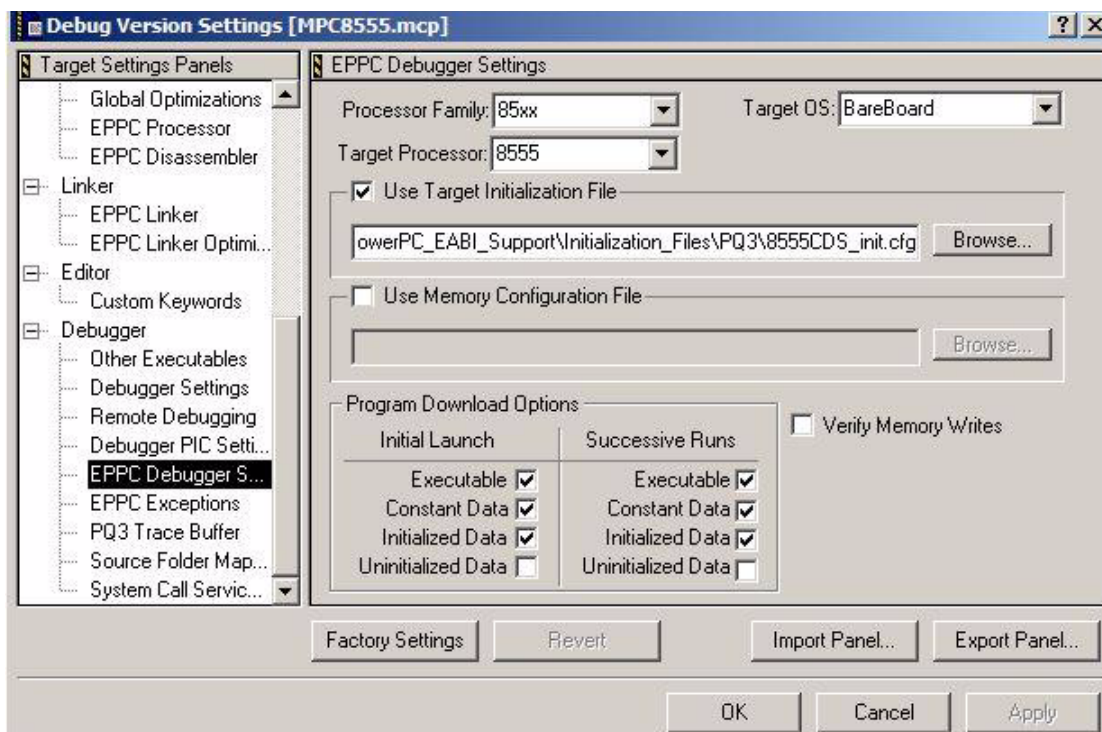 Debug Version Settings [MPC8555.mcp]
Target Settings Panels
Global Optimizations
EPPC Processor
EPPC Disassembler
Linker
EPPC Linker
EPPC Linker Optimi...
Editor
Custom Keywords
Debugger
Other Executables
Debugger Settings
Remote Debugging
Debugger PIC Setti...
EPPC Debugger S...
EPPC Exceptions
PQ3 Trace Buffer
Source Folder Map...
System Call Servic...
EPPC Debugger Settings
Processor Family: 85xx Target OS: BareBoard
Target Processor: 8555
Use Target Initialization File
owerPC_EABI_Support\Initialization_Files\PQ3\8555CDS_init.cfg Browse...
Use Memory Configuration File
Browse...
Program Download Options
Initial Launch Successive Runs
Executable Executable
Constant Data Constant Data
Initialized Data Initialized Data
Uninitialized Data Uninitialized Data
Verify Memory Writes
Factory Settings Revert Import Panel... Export Panel...
OK Cancel Apply